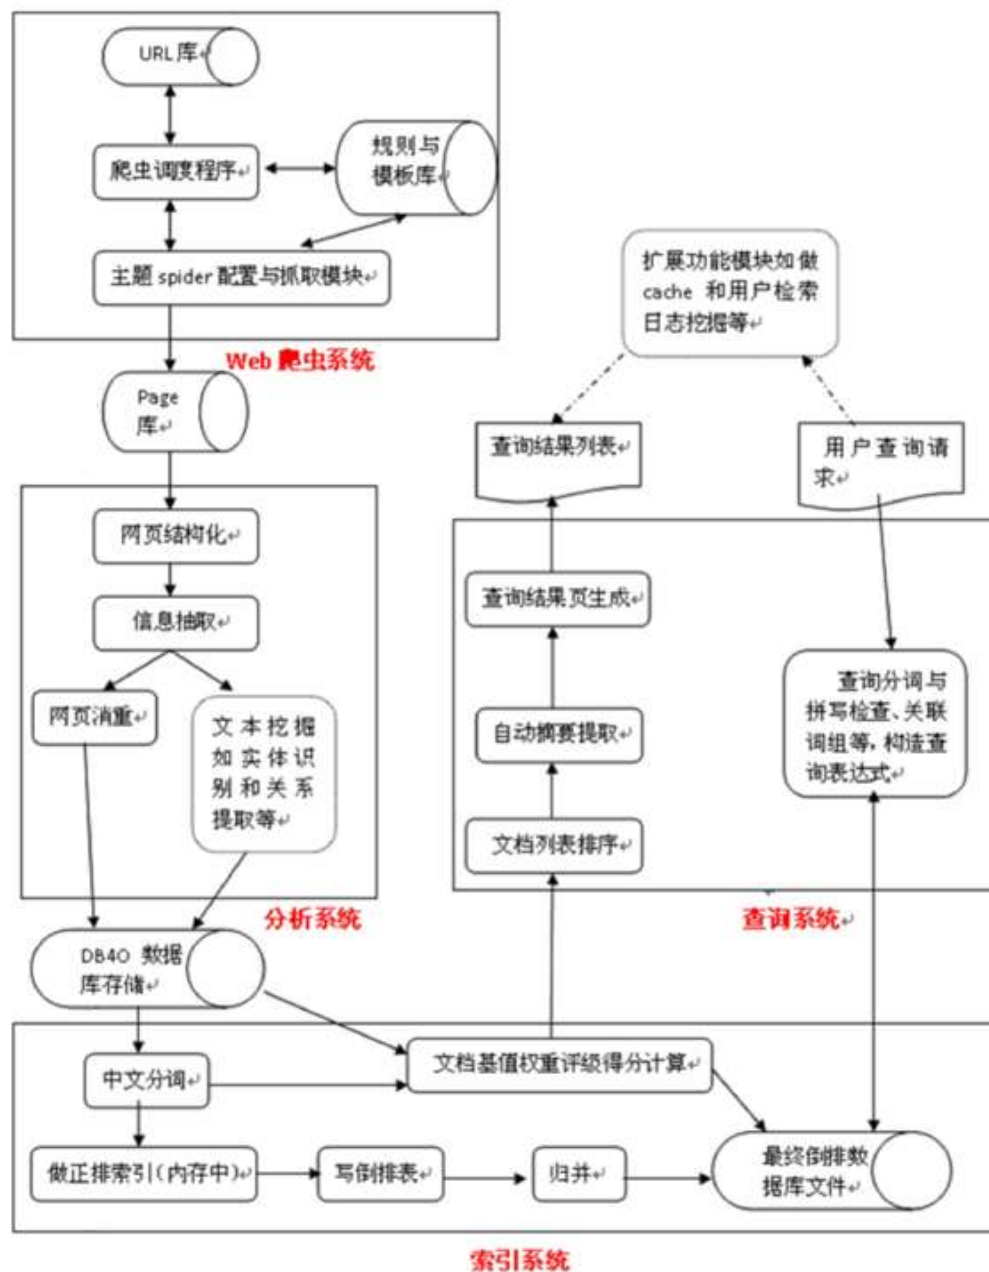 URL库
爬虫调度程序
规则与
模板库
主题 spider 配置与抓取模块
Web 爬虫系统
Page
库
网页结构化
信息抽取
网页消重
文本挖掘
如实体识
别和关系
提取等
分析系统
DB4O 数据
库存储
扩展功能模块如做
cache 和用户检索
日志挖掘等
查询结果列表
用户查询请
求
查询结果页生成
自动摘要提取
文档列表排序
查询分词与
拼写检查、关联
词组等，构造查
询表达式
查询系统
中文分词
文档基值权重评级得分计算
做正排索引（内存中）
写倒排表
归并
最终倒排数
据库文件
索引系统